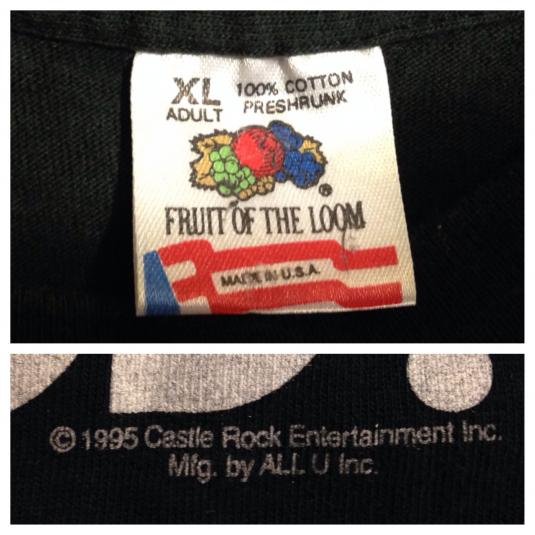 XL 100% COTTON
ADULT PRESHRUNK
®
FRUIT OF THE LOOM
MADE IN U.S.A.
© 1995 Castle Rock Entertainment Inc.
Mfg. by ALL U Inc.